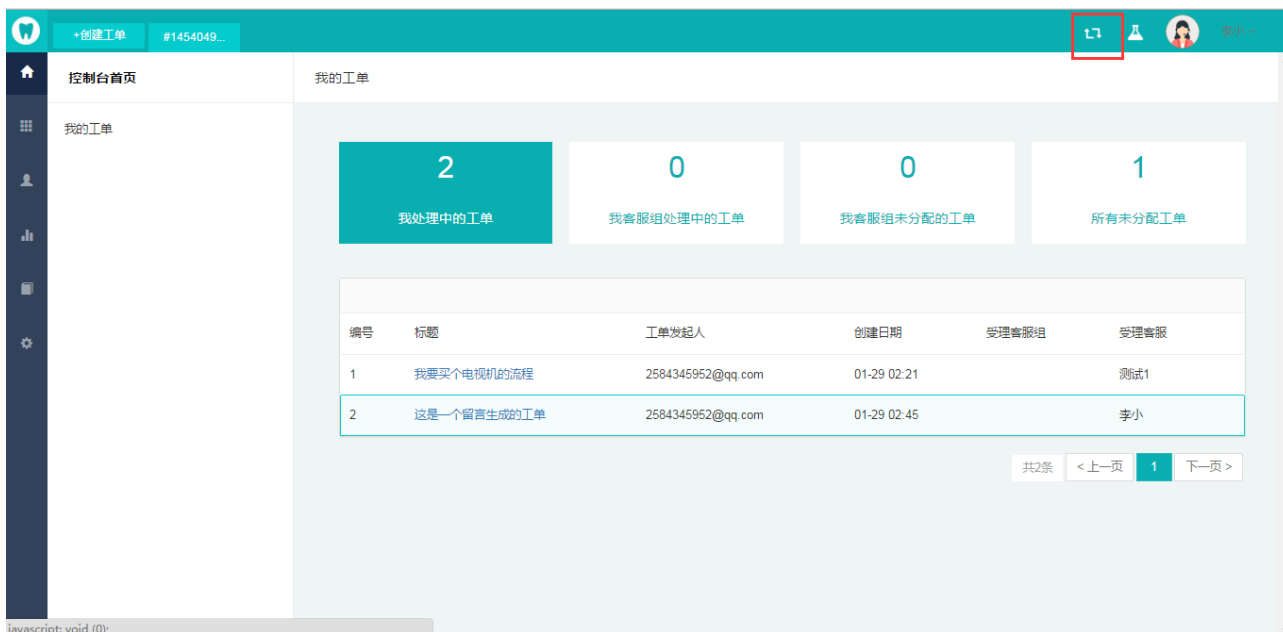 +创建工单 #1454049... 李小
控制台首页 我的工单
我的工单
2 0 0 1
我处理中的工单 我客服组处理中的工单 我客服组未分配的工单 所有未分配工单
编号 标题 工单发起人 创建日期 受理客服组 受理客服
1 我要买个电视机的流程 2584345952@qq.com 01-29 02:21 测试1
2 这是一个留言生成的工单 2584345952@qq.com 01-29 02:45 李小
共2条 <上一页 1 下一页>
javascript: void (0);